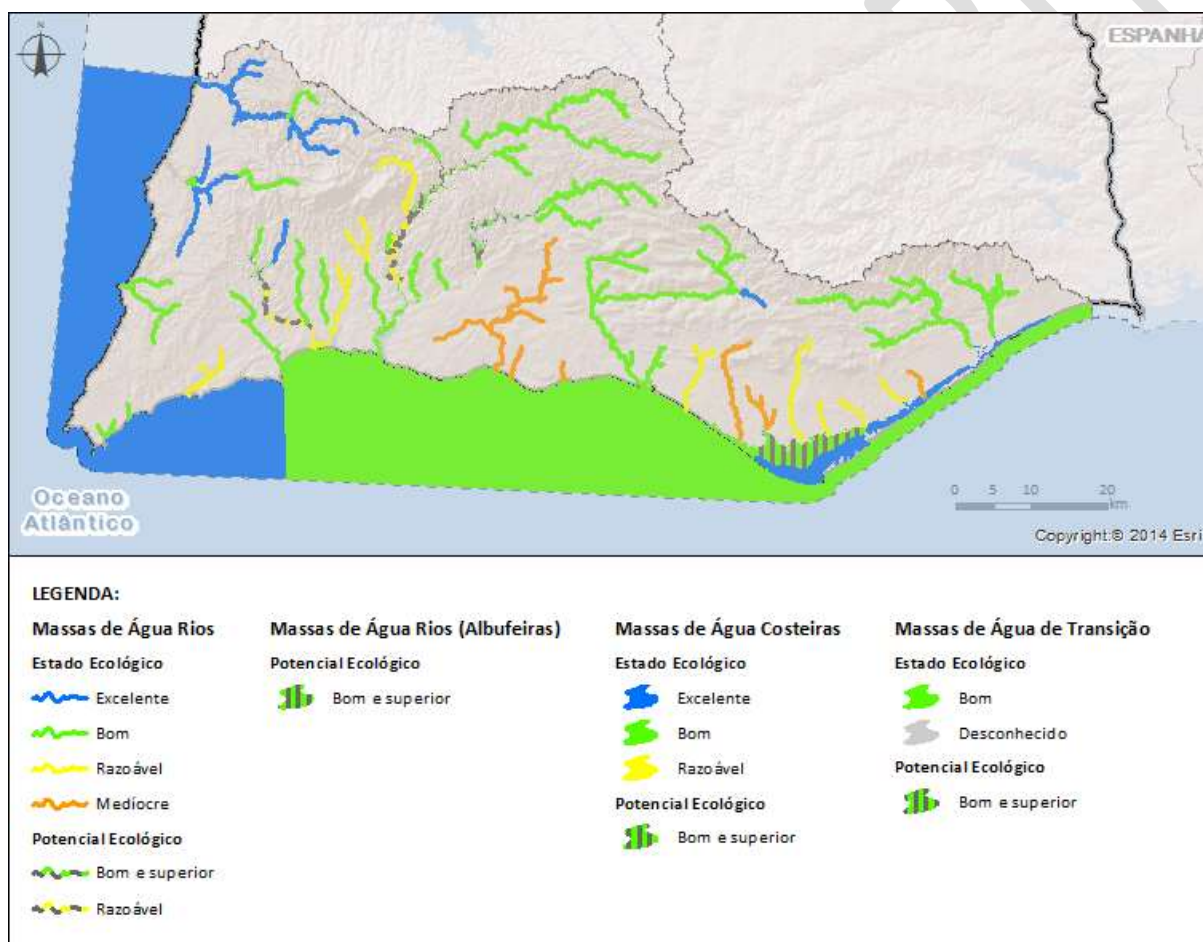 N
ESPANHA
Oceano
Atlântico
0 5 10 20
km
Copyright:© 2014 Esri
LEGENDA:
Massas de Água Rios
Estado Ecológico
Excelente
Bom
Razoável
Medíocre
Potencial Ecológico
Bom e superior
Razoável
Massas de Água Rios (Albufeiras)
Potencial Ecológico
Bom e superior
Massas de Água Costeiras
Estado Ecológico
Excelente
Bom
Razoável
Potencial Ecológico
Bom e superior
Massas de Água de Transição
Estado Ecológico
Bom
Desconhecido
Potencial Ecológico
Bom e superior